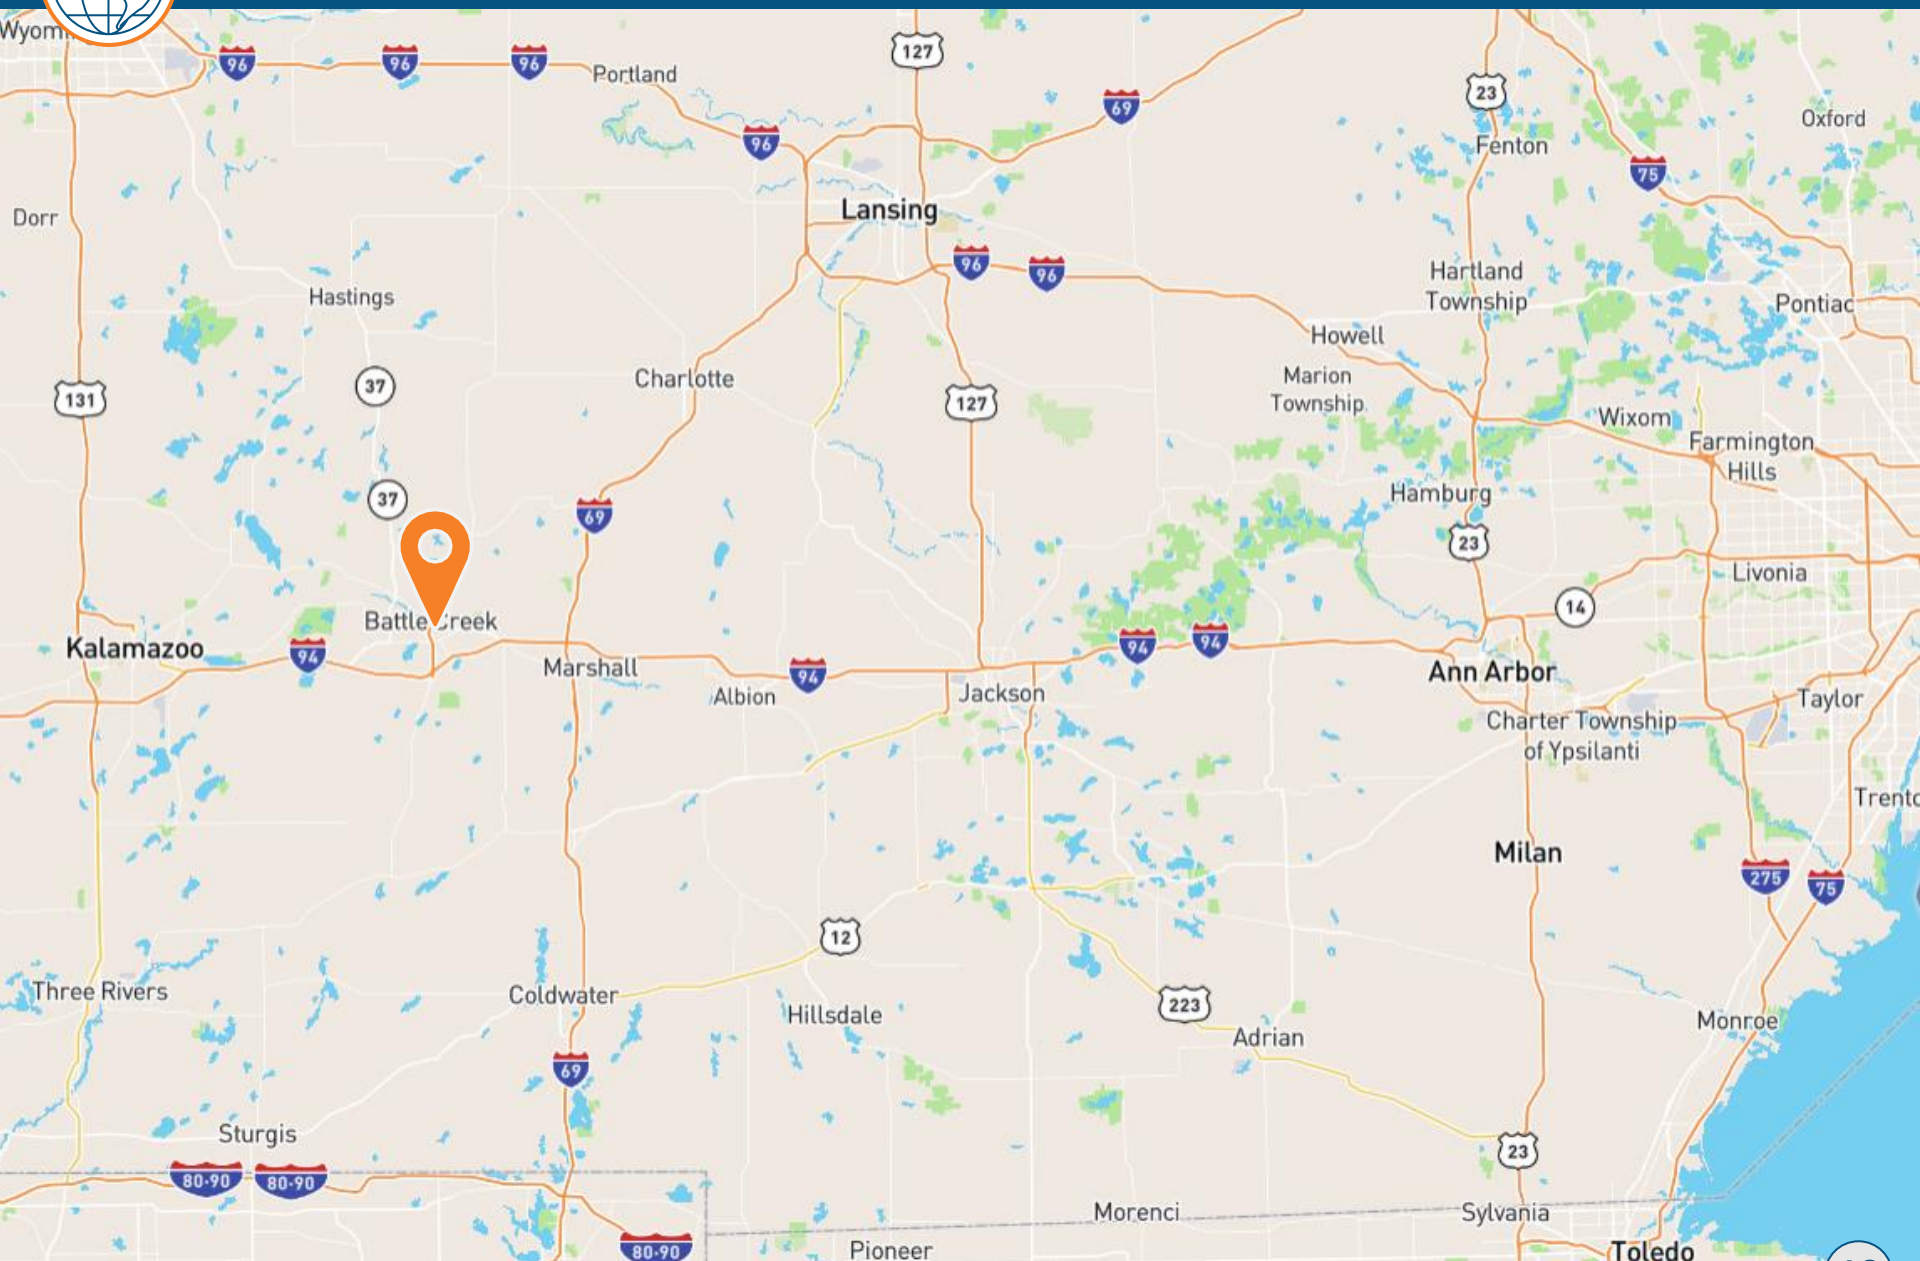 Portland
127
96
96
96
96
69
23
Fenton
Oxford
75
Dorr
Lansing
96
96
Hastings
Hartland
Township
Pontiac
Howell
37
Charlotte
Marion
Township
131
127
Wixom
Farmington
Hills
37
69
Hamburg
23
Livonia
14
Battle Creek
Kalamazoo
94
Marshall
94
Albion
Jackson
94
94
Ann Arbor
Taylor
Charter Township
of Ypsilanti
Milan
275
75
12
Three Rivers
Coldwater
Hillsdale
223
Adrian
Monroe
69
Sturgis
80-90
80-90
23
Morenci
Sylvania
80-90
Pioneer
Toledo